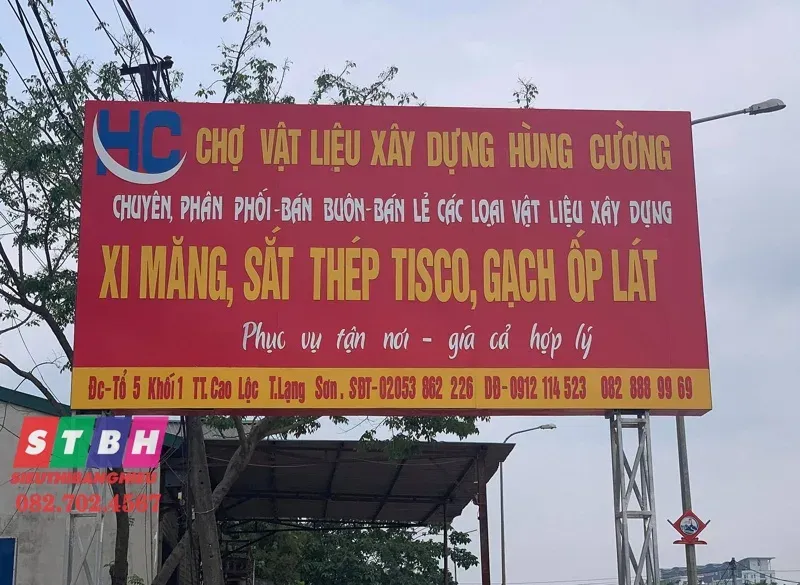 HC CHỢ VẬT LIỆU XÂY DỰNG HÙNG CƯỜNG
CHUYÊN, PHÂN PHỐI-BÁN BUÔN-BÁN LẺ CÁC LOẠI VẬT LIỆU XÂY DỰNG
XI MĂNG, SẮT THÉP TISCO, GẠCH ỐP LÁT
Phục vụ tận nơi - giá cả hợp lý
Đc-Tổ 5 Khối 1 TT.Cao Lộc T.Lạng Sơn. SĐT-02053 862 226 DĐ-0912 114 523 082 888 99 69
STBH
SIEUTHIBANGHIEU
082.702.4567